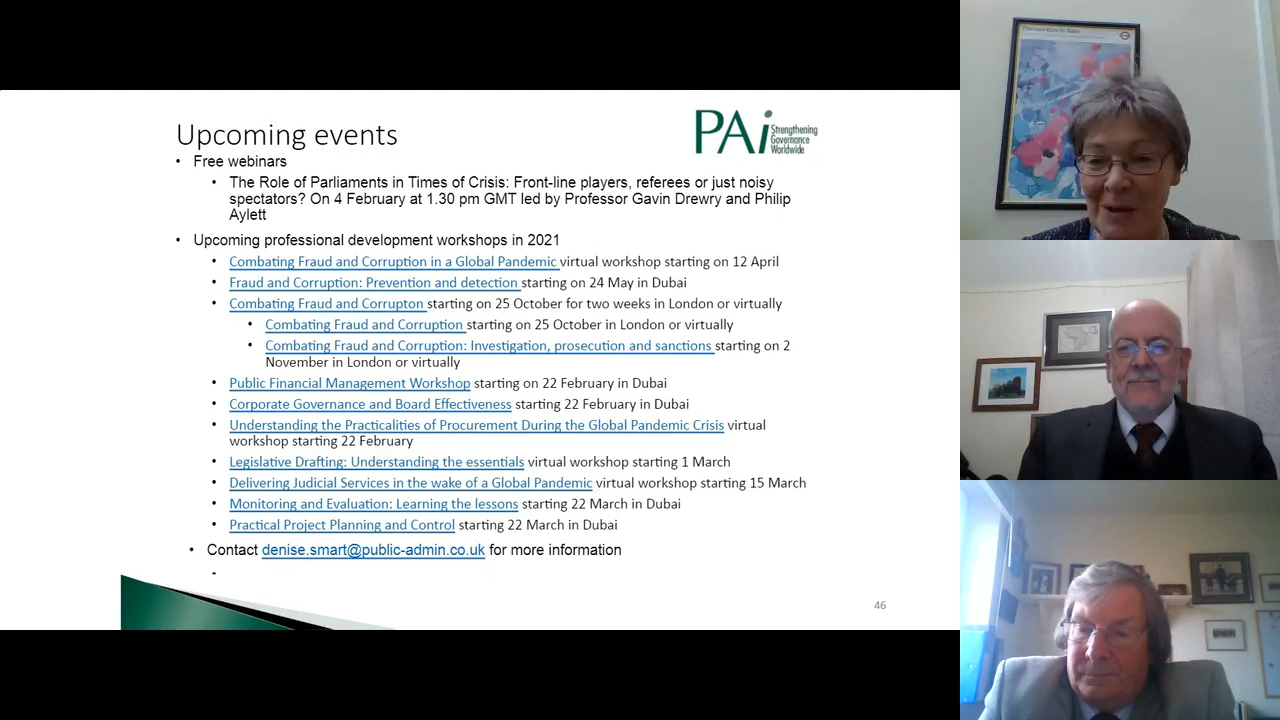 Upcoming events
PAi Strengthening
Governance
Worldwide
• Free webinars
• The Role of Parliaments in Times of Crisis: Front-line players, referees or just noisy
spectators? On 4 February at 1.30 pm GMT led by Professor Gavin Drewry and Philip
Aylett
• Upcoming professional development workshops in 2021
• Combating Fraud and Corruption in a Global Pandemic virtual workshop starting on 12 April
• Fraud and Corruption: Prevention and detection starting on 24 May in Dubai
• Combating Fraud and Corrupton starting on 25 October for two weeks in London or virtually
• Combating Fraud and Corruption starting on 25 October in London or virtually
• Combating Fraud and Corruption: Investigation, prosecution and sanctions starting on 2
November in London or virtually
• Public Financial Management Workshop starting on 22 February in Dubai
• Corporate Governance and Board Effectiveness starting 22 February in Dubai
• Understanding the Practicalities of Procurement During the Global Pandemic Crisis virtual
workshop starting 22 February
• Legislative Drafting: Understanding the essentials virtual workshop starting 1 March
• Delivering Judicial Services in the wake of a Global Pandemic virtual workshop starting 15 March
• Monitoring and Evaluation: Learning the lessons starting 22 March in Dubai
• Practical Project Planning and Control starting 22 March in Dubai
• Contact denise.smart@public-admin.co.uk for more information
46